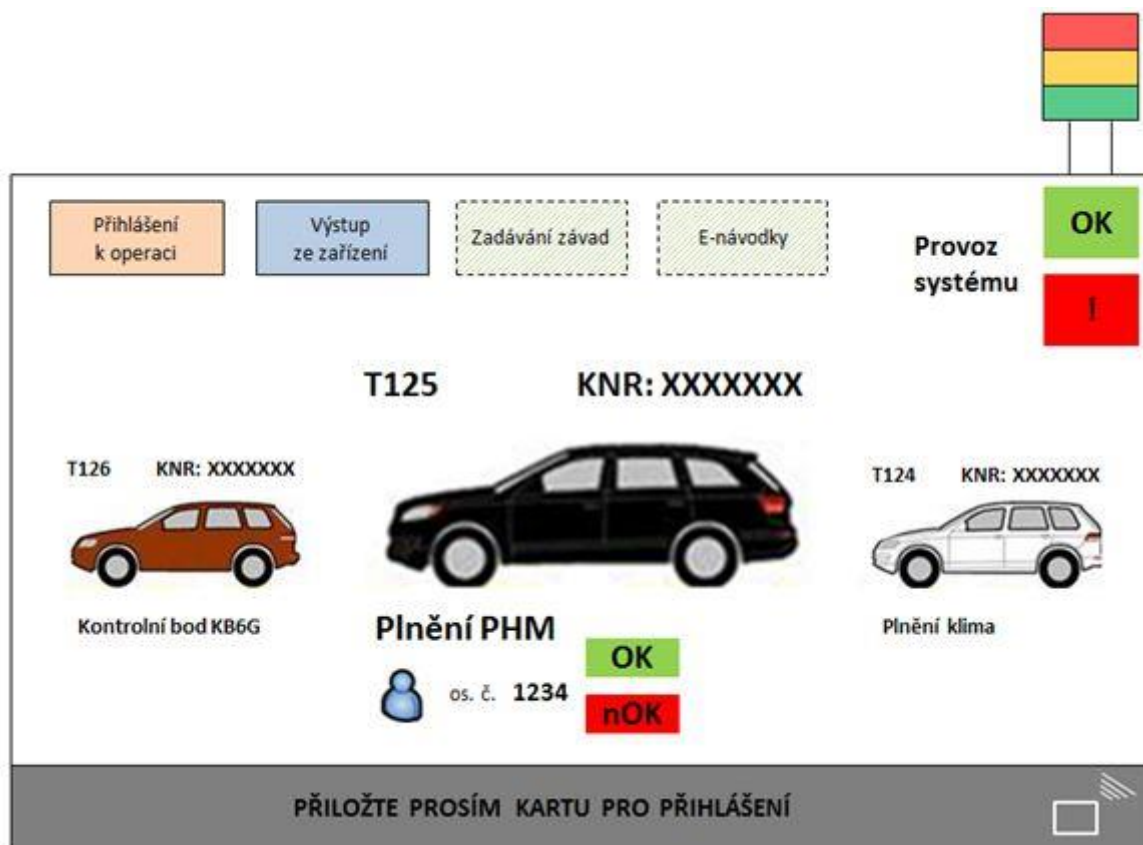 Přihlášení
k operaci
Výstup
ze zařízení
Zadávání závad
E-návodky
Provoz
systému
OK
!
T125 KNR: XXXXXXX
T126 KNR: XXXXXXX
T124 KNR: XXXXXXX
Kontrolní bod KB6G
Plnění PHM
Plnění klima
OK
os. č. 1234
nOK
PŘILOŽTE PROSÍM KARTU PRO PŘIHLÁŠENÍ